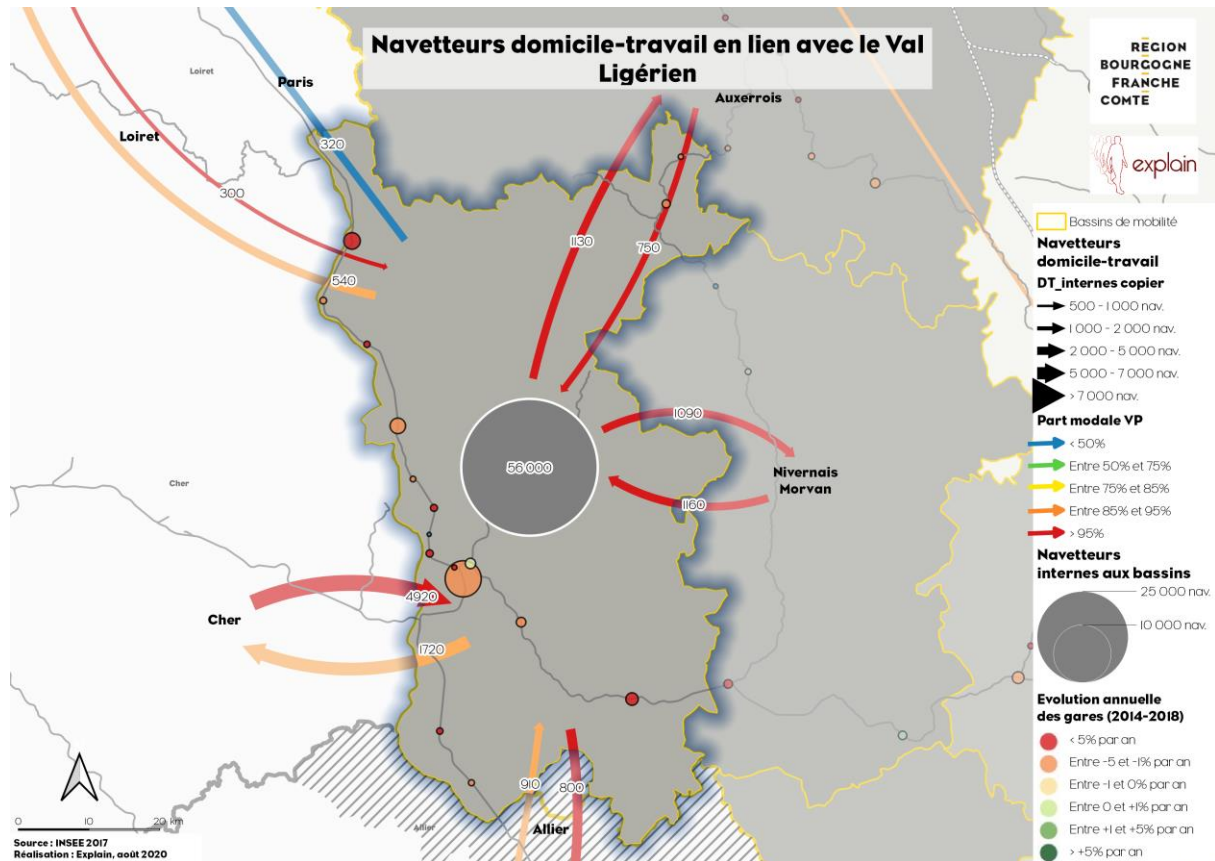 Navetteurs domicile-travail en lien avec le Val
Ligérien
RÉGION
BOURGOGNE
FRANCHE
COMTÉ
explain
Loiret
Paris
Auxerrois
Loiret
320
300
1130
750
540
1090
56 000
Nivernais
Morvan
1160
Cher
4920
Cher
1720
910
800
Allier
Allier
0 10 20 km
Source : INSEE 2017
Réalisation : Explain, août 2020
Bassins de mobilité
Navetteurs
domicile-travail
DT_internes copier
500 - 1 000 nav.
1 000 - 2 000 nav.
2 000 - 5 000 nav.
5 000 - 7 000 nav.
> 7 000 nav.
Part modale VP
< 50%
Entre 50% et 75%
Entre 75% et 85%
Entre 85% et 95%
> 95%
Navetteurs
internes aux bassins
25 000 nav.
10 000 nav.
Evolution annuelle
des gares (2014-2018)
< 5% par an
Entre -5 et -1% par an
Entre -1 et 0% par an
Entre 0 et +1% par an
Entre +1 et +5% par an
> +5% par an